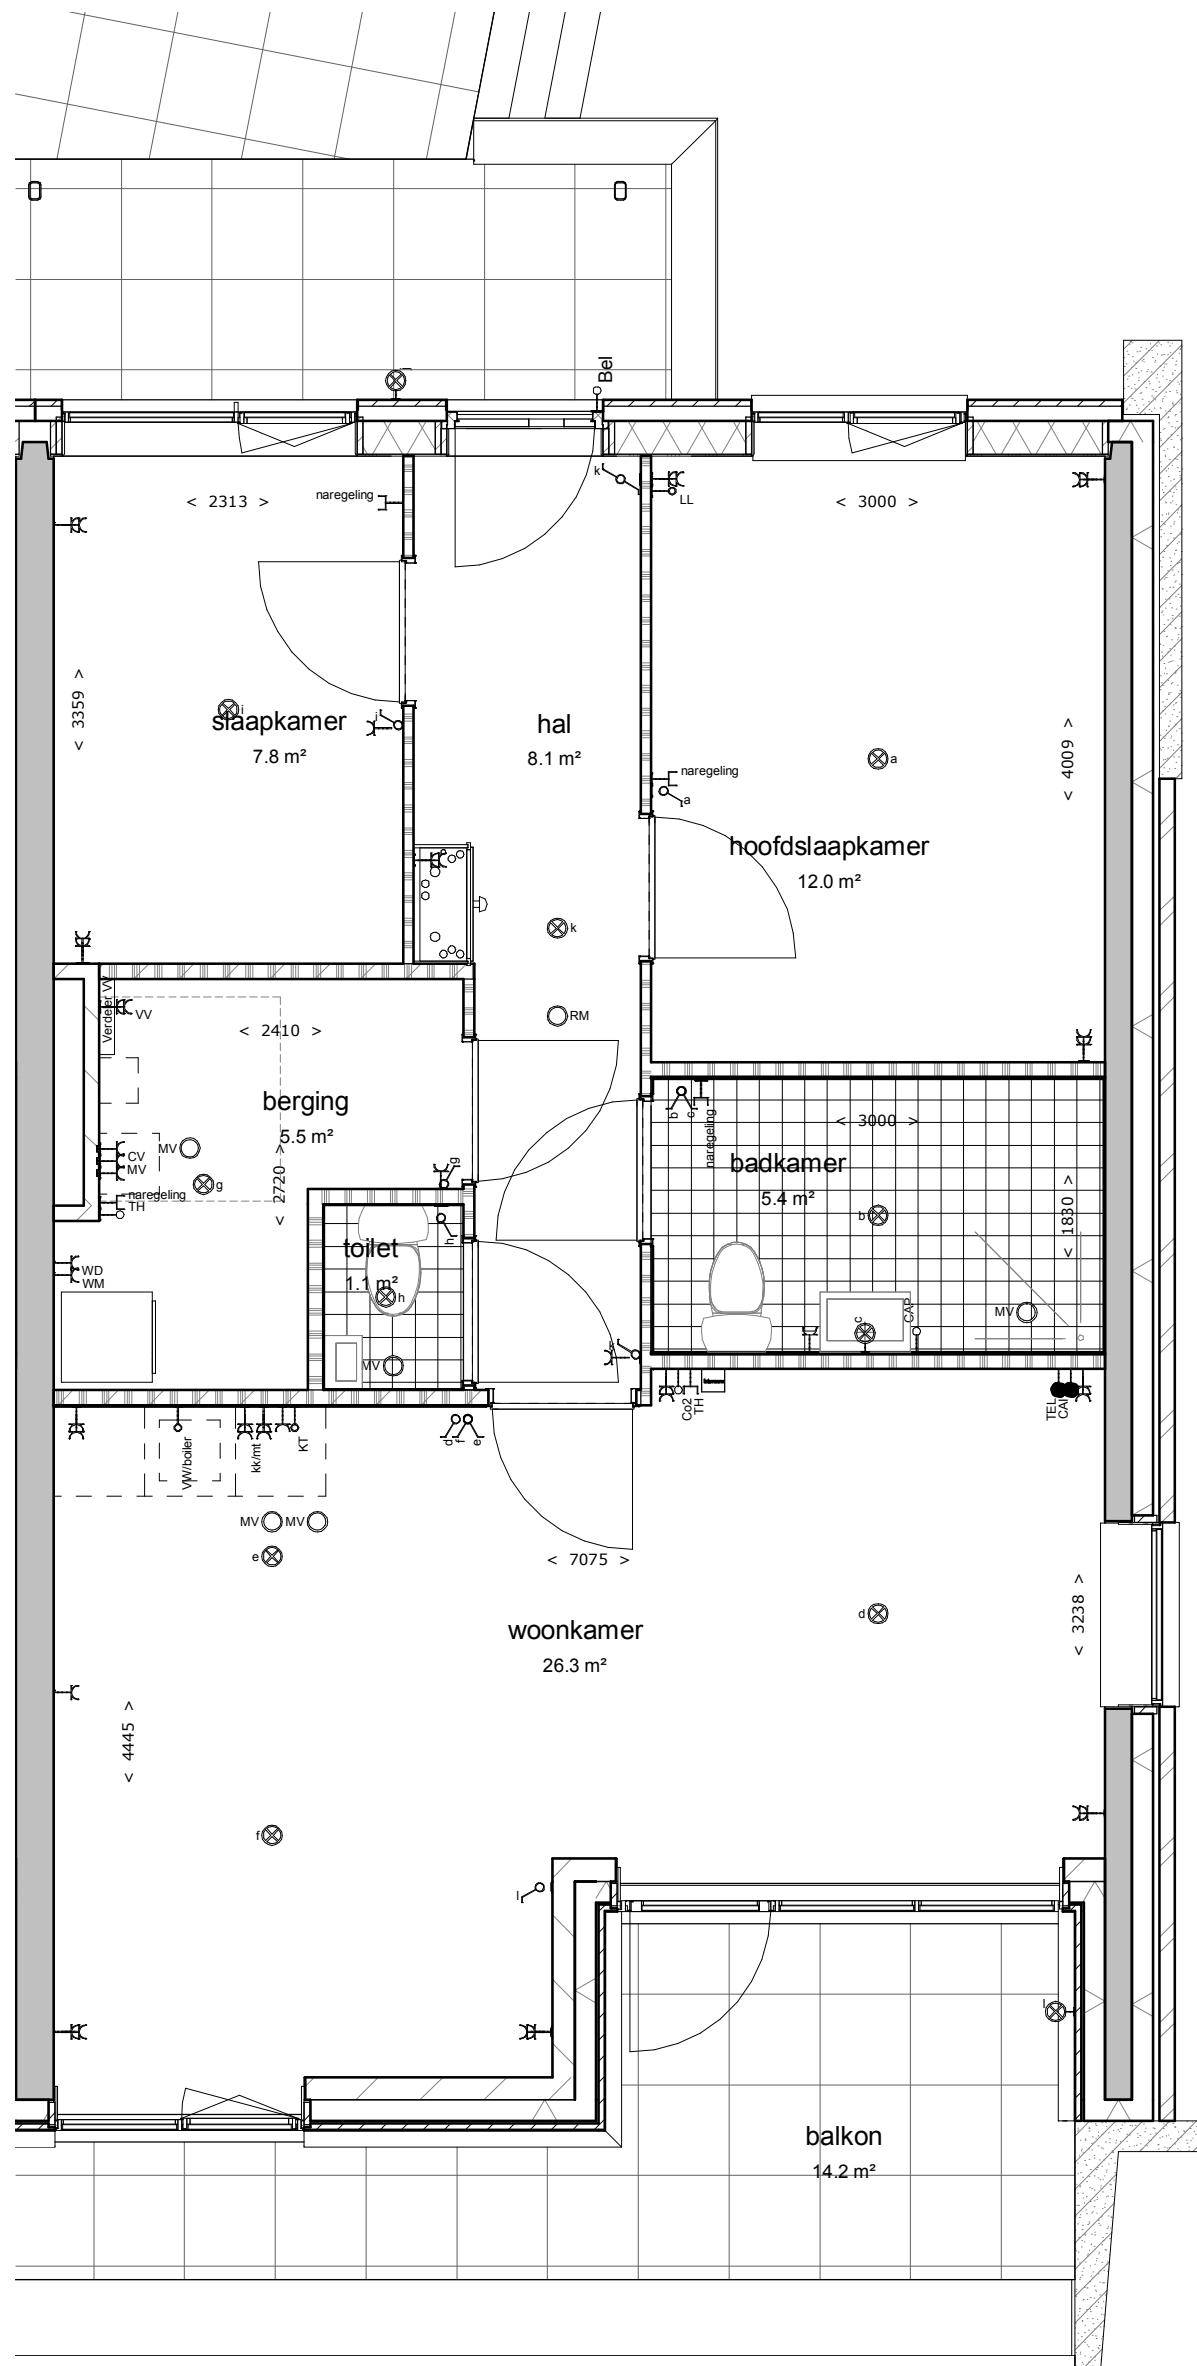 j
Bel
k
< 2313 >
naregeling
LL
< 3000 >
< 3359 >
i
slaapkamer
7.8 m²
i
hal
8.1 m²
< 4009 >
a
naregeling
a
hoofdslaapkamer
12.0 m²
k
RM
Verdeler VV
VV
< 2410 >
berging
5.5 m²
MV
CV
MV
g
naregeling
TH
< 2720 >
g
b
c
naregeling
< 3000 >
badkamer
5.4 m²
b
< 1830 >
h
toilet
1.1 m²
h
WD
WM
MV
c
CAP
MV
k
Co2
TH
TEL
CAI
VW/boiler
kk/mt
KT
d
f
e
MV
MV
e
< 7075 >
d
< 3238 >
woonkamer
26.3 m²
< 4445 >
f
l
l
balkon
14.2 m²